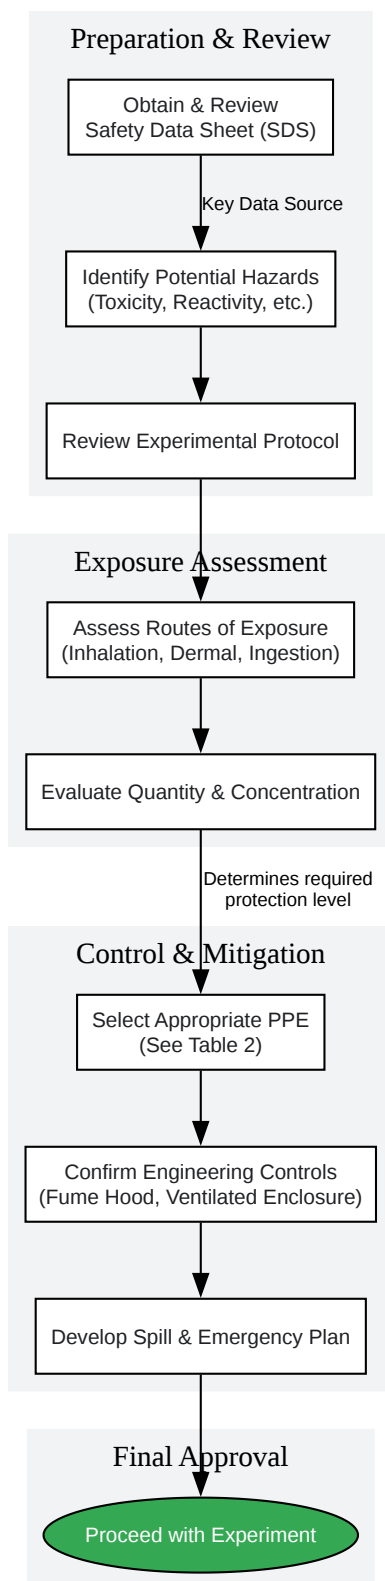 Preparation & Review
Obtain & Review
Safety Data Sheet (SDS)
Key Data Source
Identify Potential Hazards
(Toxicity, Reactivity, etc.)
Review Experimental Protocol
Exposure Assessment
Assess Routes of Exposure
(Inhalation, Dermal, Ingestion)
Evaluate Quantity & Concentration
Determines required
protection level
Control & Mitigation
Select Appropriate PPE
(See Table 2)
Confirm Engineering Controls
(Fume Hood, Ventilated Enclosure)
Develop Spill & Emergency Plan
Final Approval
Proceed with Experiment